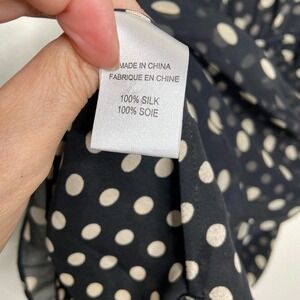 MADE IN CHINA
FABRIQUE EN CHINE
100% SILK
100% SOIE